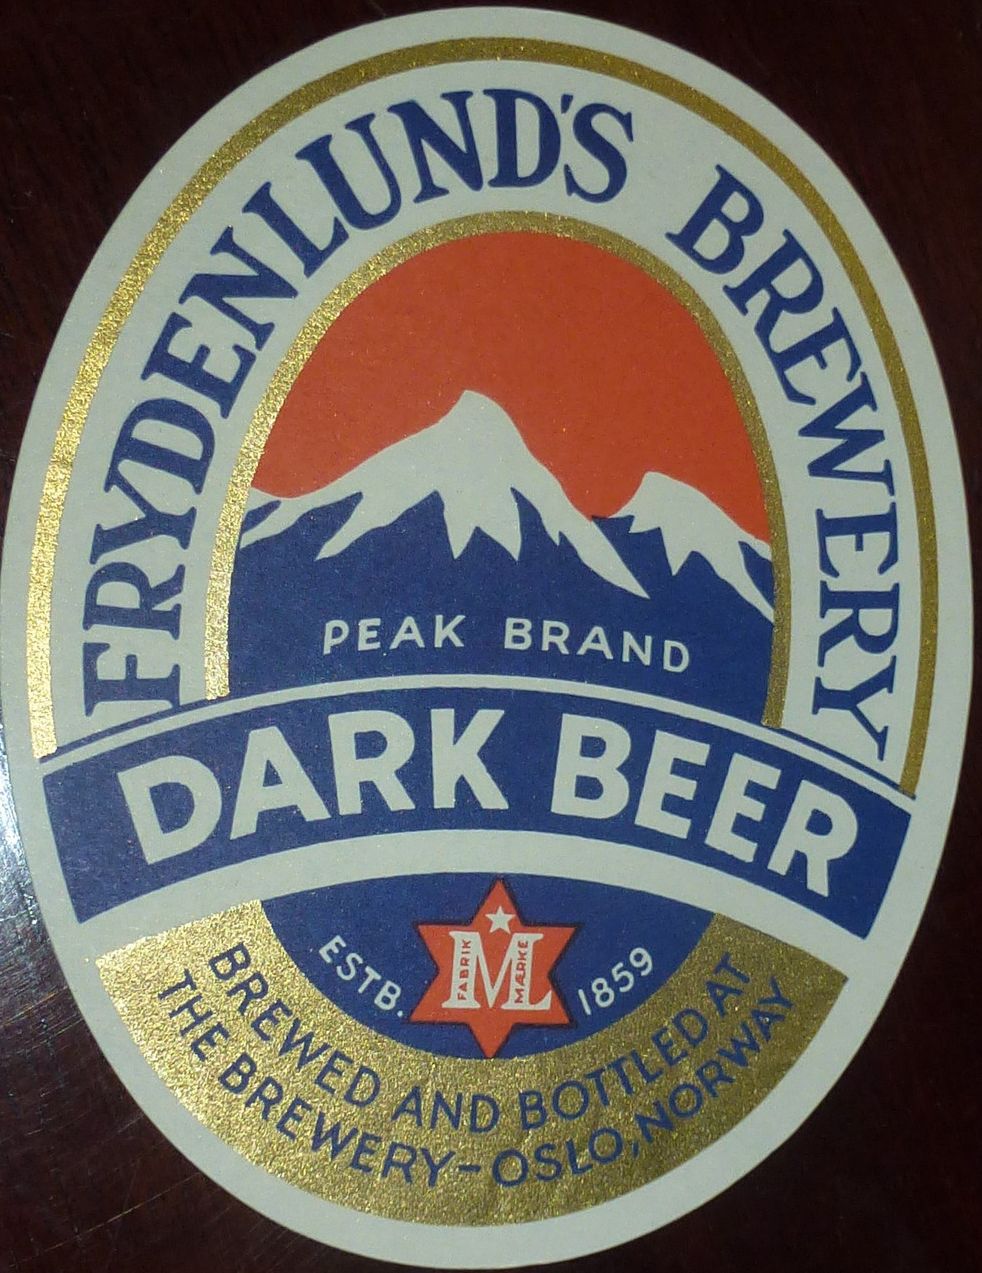 FRYDENLUND'S BREWERY
PEAK BRAND
DARK BEER
ESTB. 1859
FABRIK M MÆRKE
BREWED AND BOTTLED AT
THE BREWERY-OSLO, NORWAY